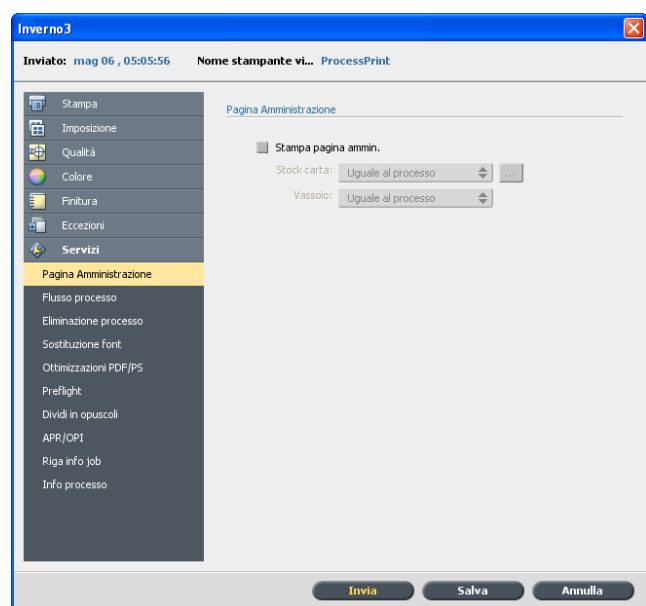 Inverno3
Inviato: mag 06 , 05:05:56 Nome stampante vi... ProcessPrint
Stampa
Imposizione
Qualità
Colore
Finitura
Eccezioni
Servizi
Pagina Amministrazione
Flusso processo
Eliminazione processo
Sostituzione font
Ottimizzazioni PDF/PS
Preflight
Dividi in opuscoli
APR/OPI
Riga info job
Info processo
Pagina Amministrazione
Stampa pagina ammin.
Stock carta: Uguale al processo ...
Vassoio: Uguale al processo
Invia Salva Annulla